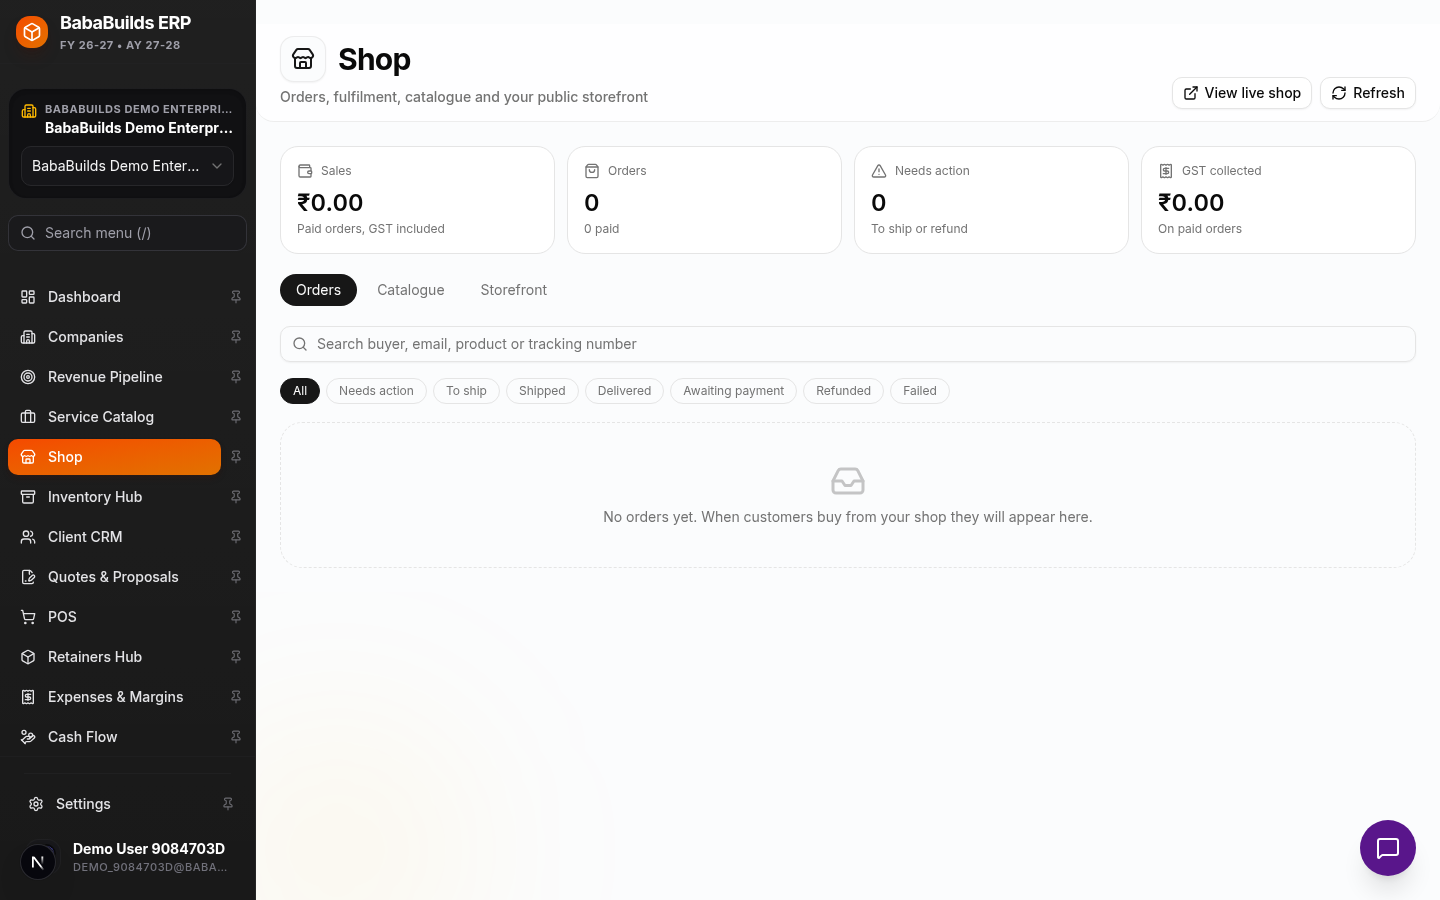 BabaBuilds ERP
FY 26-27 • AY 27-28
BABABUILDS DEMO ENTERPRI...
BabaBuilds Demo Enterpr...
BabaBuilds Demo Enter...
Search menu (/)
Dashboard
Companies
Revenue Pipeline
Service Catalog
Shop
Inventory Hub
Client CRM
Quotes & Proposals
POS
Retainers Hub
Expenses & Margins
Cash Flow
Settings
N
Demo User 9084703D
DEMO_9084703D@BABA...
Shop
Orders, fulfilment, catalogue and your public storefront
View live shop
Refresh
Sales
₹0.00
Paid orders, GST included
Orders
0
0 paid
Needs action
0
To ship or refund
GST collected
₹0.00
On paid orders
Orders Catalogue Storefront
Search buyer, email, product or tracking number
All Needs action To ship Shipped Delivered Awaiting payment Refunded Failed
No orders yet. When customers buy from your shop they will appear here.